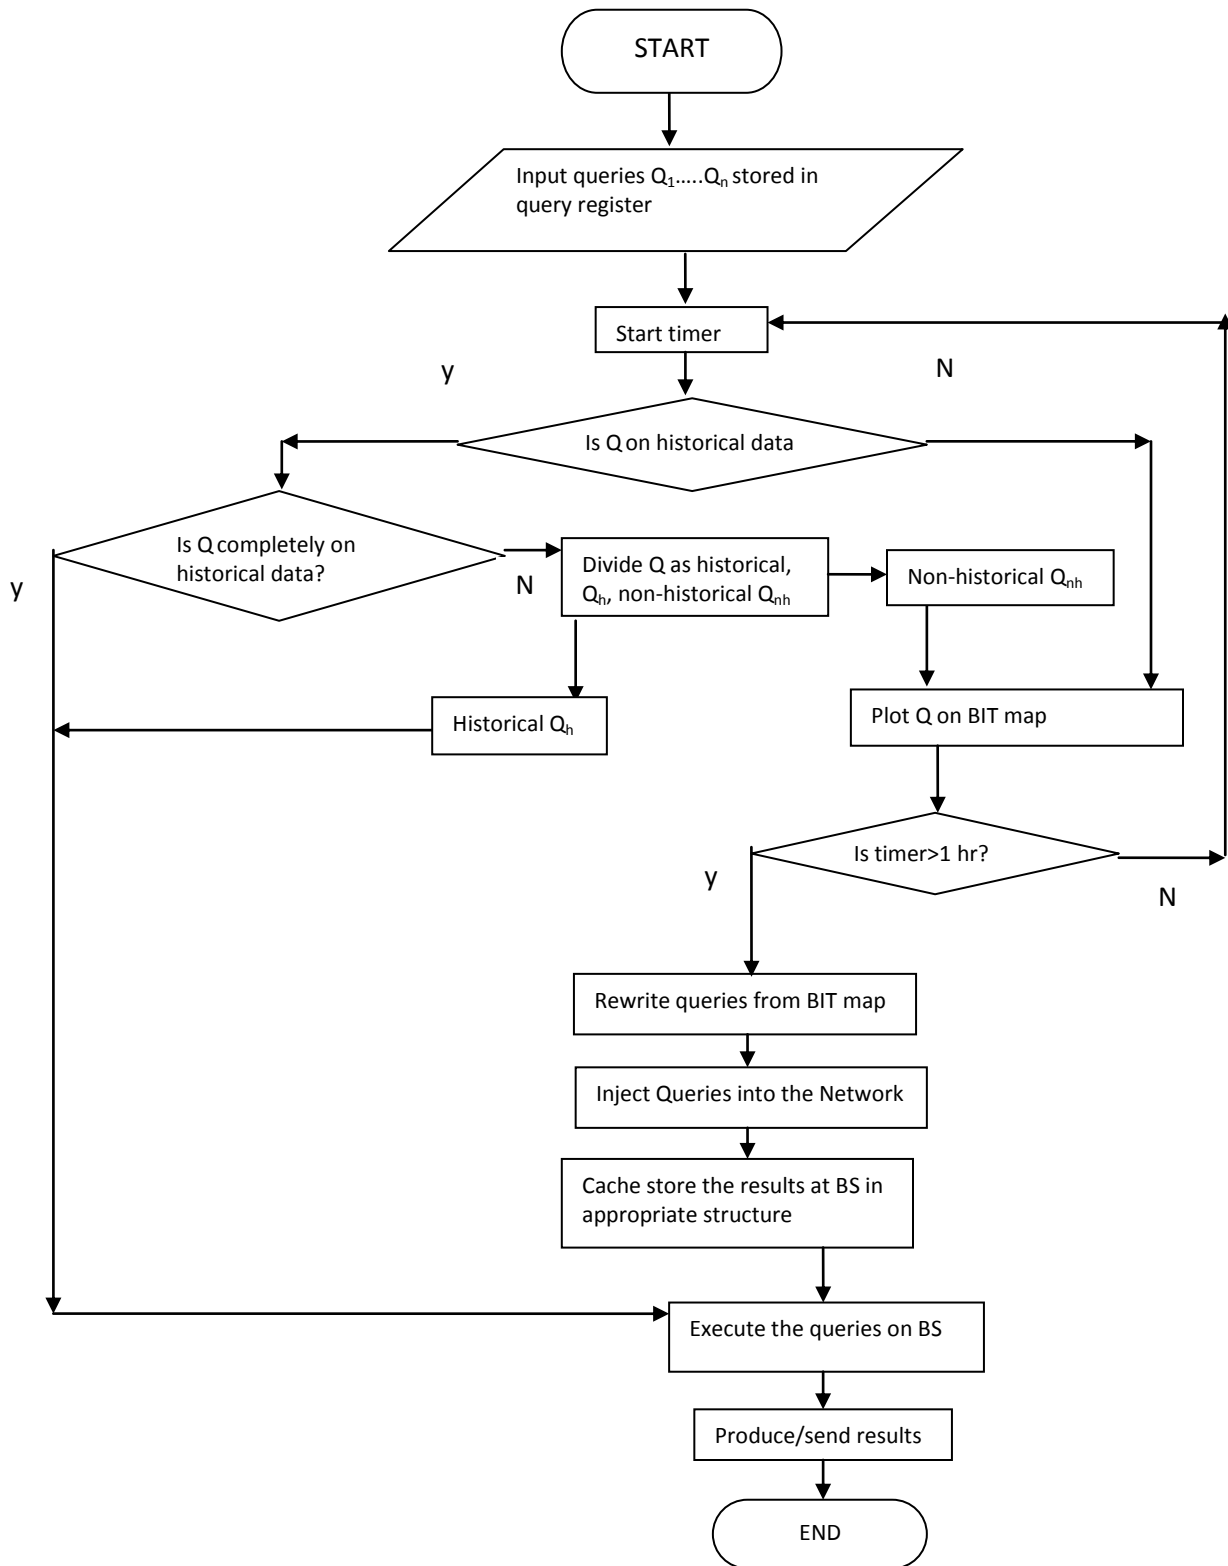 START
Input queries Q₁.....Qₙ stored in
query register
Start timer
y
N
Is Q on historical data
Is Q completely on
historical data?
y
N
Divide Q as historical,
Qₕ, non-historical Qₙₕ
Non-historical Qₙₕ
Historical Qₕ
Plot Q on BIT map
Is timer>1 hr?
y
N
Rewrite queries from BIT map
Inject Queries into the Network
Cache store the results at BS in
appropriate structure
Execute the queries on BS
Produce/send results
END